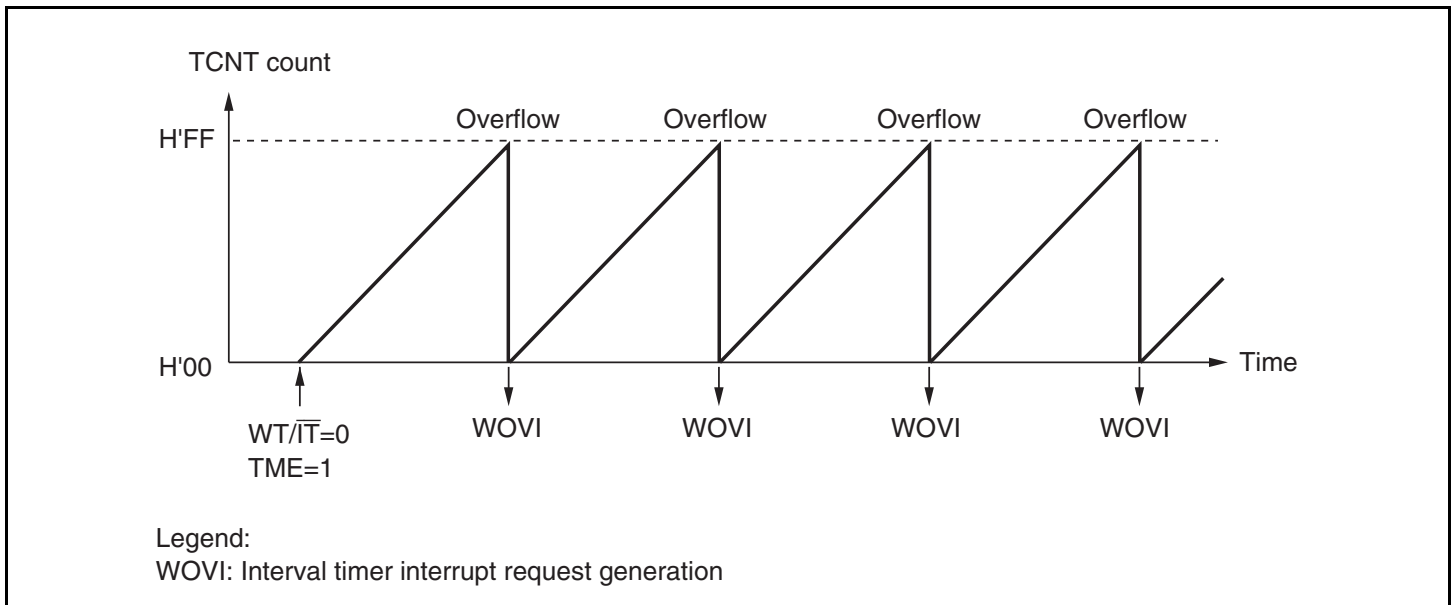 TCNT count
Overflow Overflow Overflow Overflow
H'FF
H'00
Time
WT/I̅T̅=0
TME=1
WOVI WOVI WOVI WOVI
Legend:
WOVI: Interval timer interrupt request generation